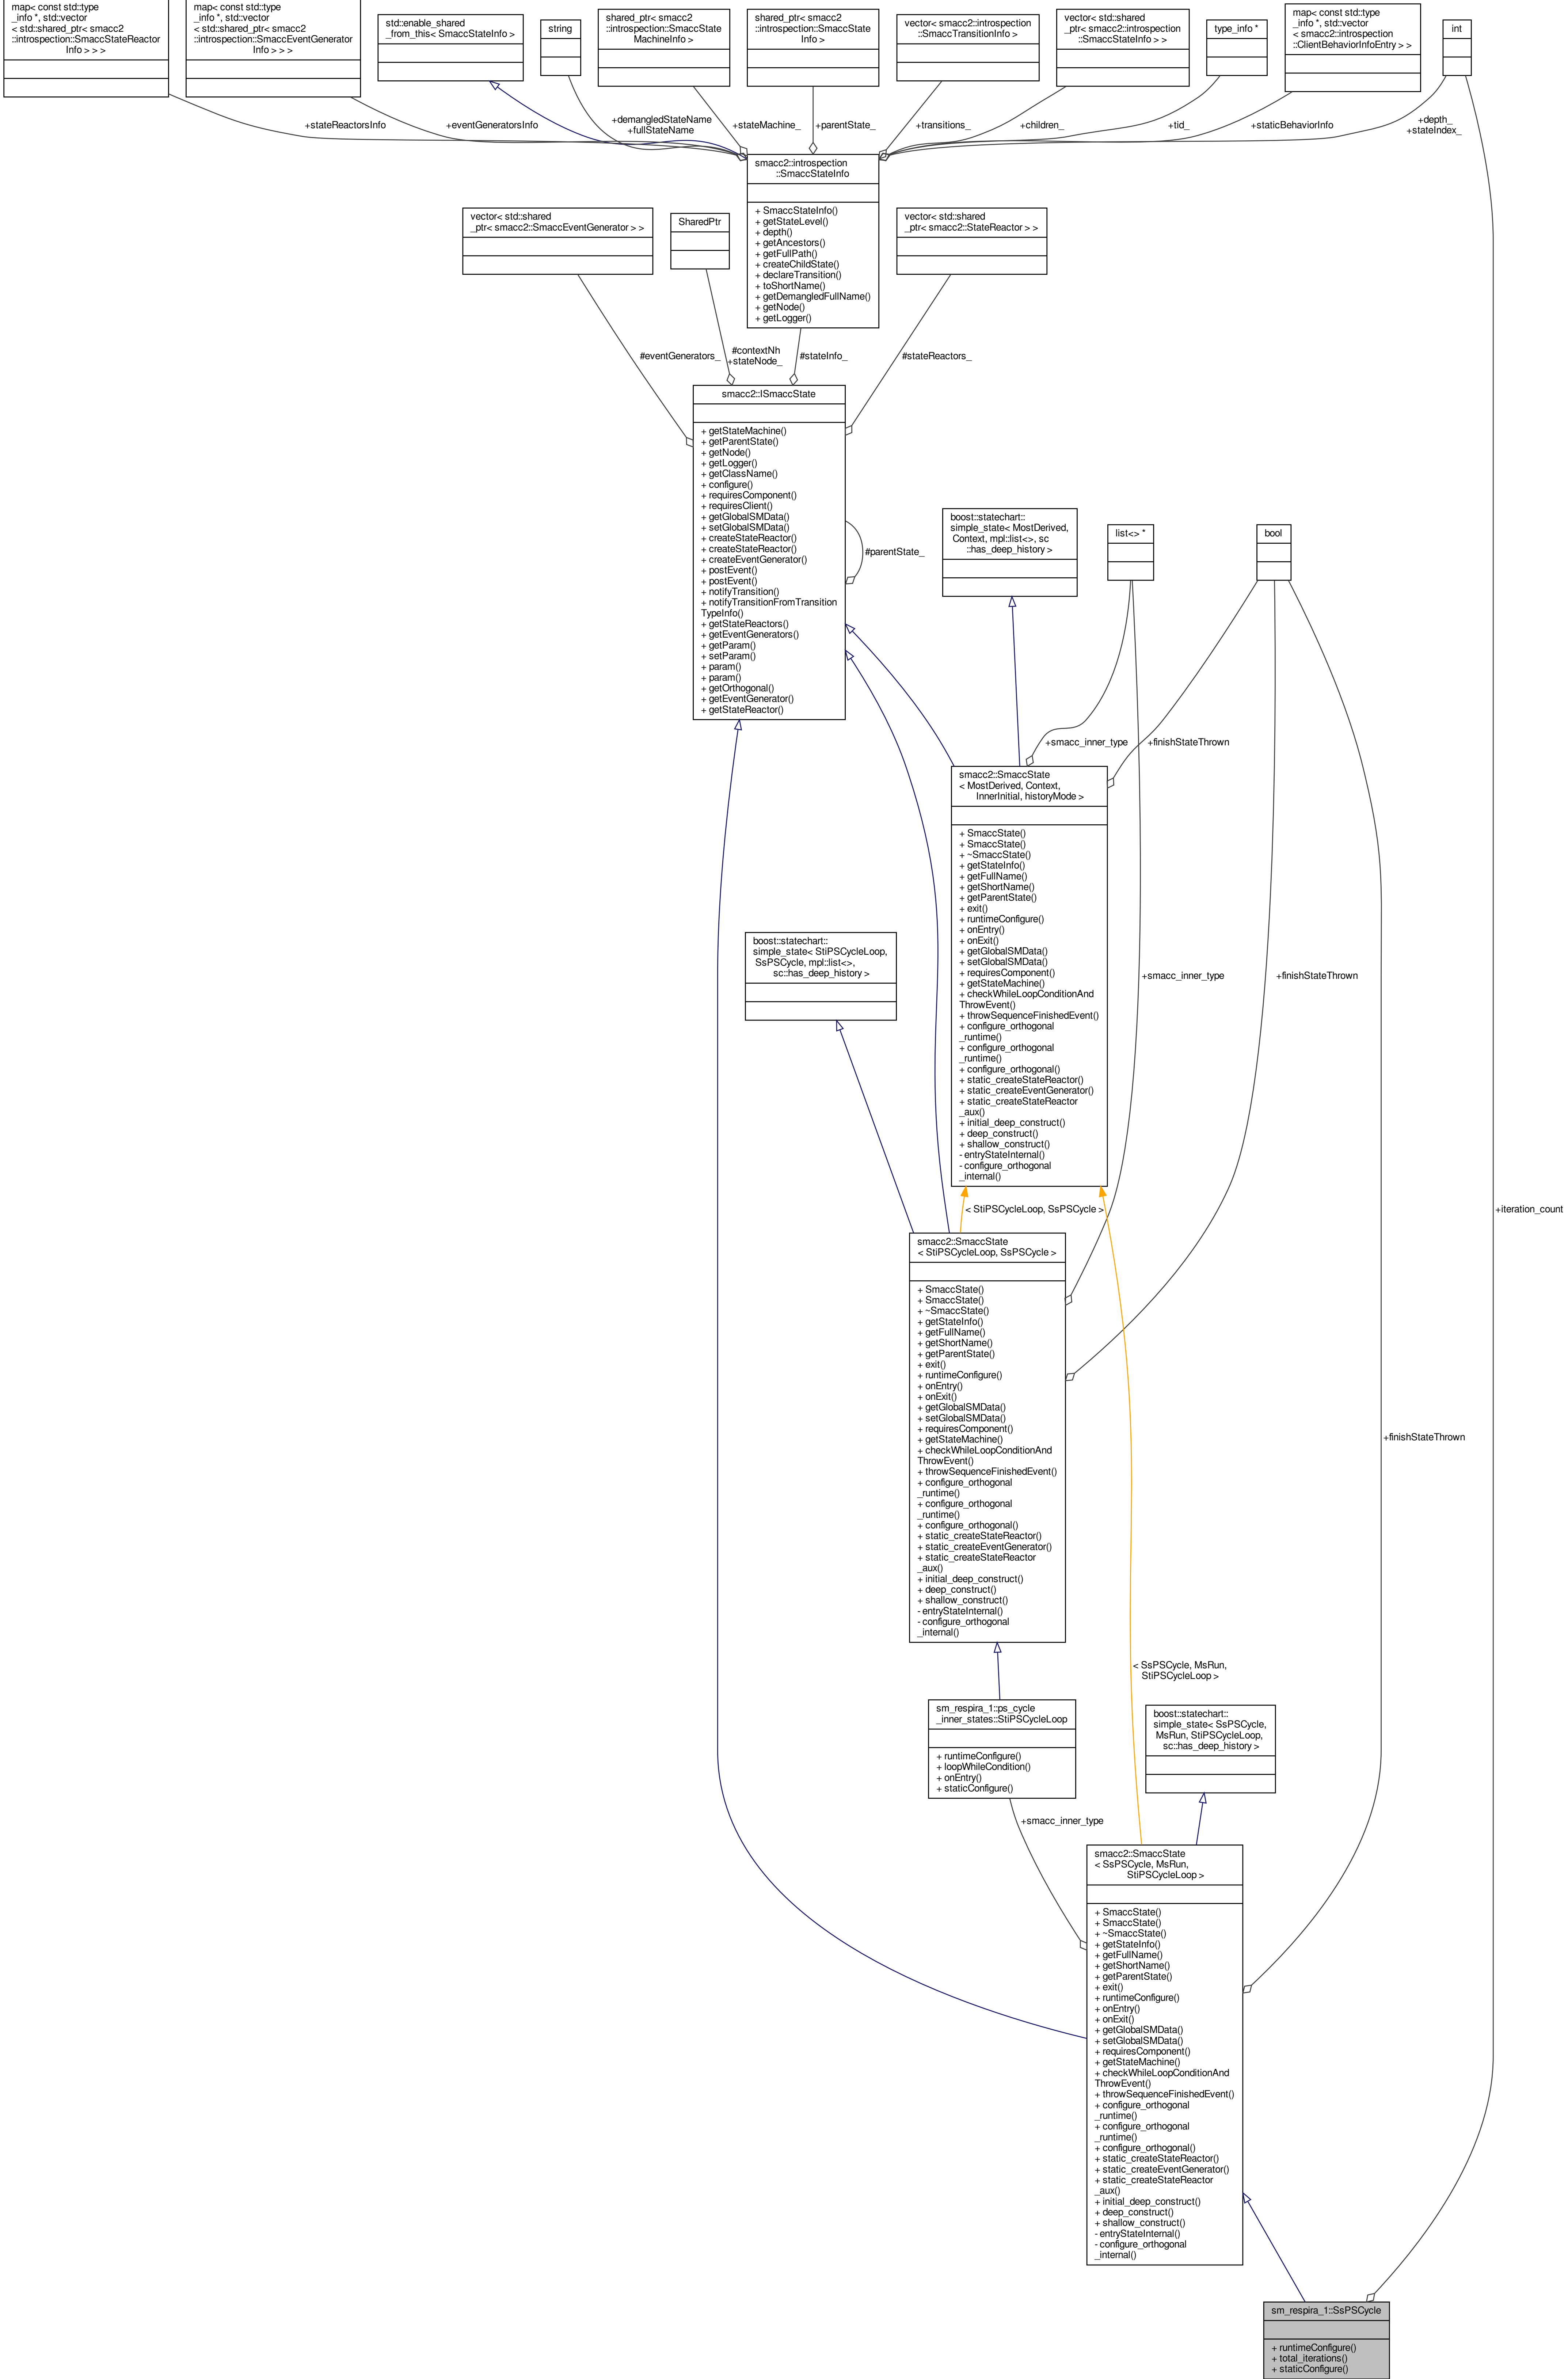 map< const std::type
_info *, std::vector
< std::shared_ptr< smacc2
::introspection::SmaccStateReactor
Info > > >
map< const std::type
_info *, std::vector
< std::shared_ptr< smacc2
::introspection::SmaccEventGenerator
Info > > >
std::enable_shared
_from_this< SmaccStateInfo >
string
shared_ptr< smacc2
::introspection::SmaccState
MachineInfo >
shared_ptr< smacc2
::introspection::SmaccState
Info >
vector< smacc2::introspection
::SmaccTransitionInfo >
vector< std::shared
_ptr< smacc2::introspection
::SmaccStateInfo > >
type_info *
map< const std::type
_info *, std::vector
< smacc2::introspection
::ClientBehaviorInfoEntry > >
int
+stateReactorsInfo
+eventGeneratorsInfo
+demangledStateName
+fullStateName
+stateMachine_
+parentState_
+transitions_
+children_
+tid_
+staticBehaviorInfo
+depth_
+stateIndex_
smacc2::introspection
::SmaccStateInfo
+ SmaccStateInfo()
+ getStateLevel()
+ depth()
+ getAncestors()
+ getFullPath()
+ createChildState()
+ declareTransition()
+ toShortName()
+ getDemangledFullName()
+ getNode()
+ getLogger()
vector< std::shared
_ptr< smacc2::SmaccEventGenerator > >
SharedPtr
vector< std::shared
_ptr< smacc2::StateReactor > >
#eventGenerators_
#contextNh
+stateNode_
#stateInfo_
#stateReactors_
smacc2::ISmaccState
+ getStateMachine()
+ getParentState()
+ getNode()
+ getLogger()
+ getClassName()
+ configure()
+ requiresComponent()
+ requiresClient()
+ getGlobalSMData()
+ setGlobalSMData()
+ createStateReactor()
+ createStateReactor()
+ createEventGenerator()
+ postEvent()
+ postEvent()
+ notifyTransition()
+ notifyTransitionFromTransition
TypeInfo()
+ getStateReactors()
+ getEventGenerators()
+ getParam()
+ setParam()
+ param()
+ param()
+ getOrthogonal()
+ getEventGenerator()
+ getStateReactor()
#parentState_
boost::statechart::
simple_state< MostDerived,
Context, mpl::list<>, sc
::has_deep_history >
list<> *
bool
+smacc_inner_type
+finishStateThrown
smacc2::SmaccState
< MostDerived, Context,
InnerInitial, historyMode >
+ SmaccState()
+ SmaccState()
+ ~SmaccState()
+ getStateInfo()
+ getFullName()
+ getShortName()
+ getParentState()
+ exit()
+ runtimeConfigure()
+ onEntry()
+ onExit()
+ getGlobalSMData()
+ setGlobalSMData()
+ requiresComponent()
+ getStateMachine()
+ checkWhileLoopConditionAnd
ThrowEvent()
+ throwSequenceFinishedEvent()
+ configure_orthogonal
_runtime()
+ configure_orthogonal
_runtime()
+ configure_orthogonal()
+ static_createStateReactor()
+ static_createEventGenerator()
+ static_createStateReactor
_aux()
+ initial_deep_construct()
+ deep_construct()
+ shallow_construct()
- entryStateInternal()
- configure_orthogonal
_internal()
boost::statechart::
simple_state< StiPSCycleLoop,
SsPSCycle, mpl::list<>,
sc::has_deep_history >
+smacc_inner_type
+finishStateThrown
< StiPSCycleLoop, SsPSCycle >
+iteration_count
smacc2::SmaccState
< StiPSCycleLoop, SsPSCycle >
+ SmaccState()
+ SmaccState()
+ ~SmaccState()
+ getStateInfo()
+ getFullName()
+ getShortName()
+ getParentState()
+ exit()
+ runtimeConfigure()
+ onEntry()
+ onExit()
+ getGlobalSMData()
+ setGlobalSMData()
+ requiresComponent()
+ getStateMachine()
+ checkWhileLoopConditionAnd
ThrowEvent()
+ throwSequenceFinishedEvent()
+ configure_orthogonal
_runtime()
+ configure_orthogonal
_runtime()
+ configure_orthogonal()
+ static_createStateReactor()
+ static_createEventGenerator()
+ static_createStateReactor
_aux()
+ initial_deep_construct()
+ deep_construct()
+ shallow_construct()
- entryStateInternal()
- configure_orthogonal
_internal()
+finishStateThrown
< SsPSCycle, MsRun,
StiPSCycleLoop >
sm_respira_1::ps_cycle
_inner_states::StiPSCycleLoop
+ runtimeConfigure()
+ loopWhileCondition()
+ onEntry()
+ staticConfigure()
boost::statechart::
simple_state< SsPSCycle,
MsRun, StiPSCycleLoop,
sc::has_deep_history >
+smacc_inner_type
smacc2::SmaccState
< SsPSCycle, MsRun,
StiPSCycleLoop >
+ SmaccState()
+ SmaccState()
+ ~SmaccState()
+ getStateInfo()
+ getFullName()
+ getShortName()
+ getParentState()
+ exit()
+ runtimeConfigure()
+ onEntry()
+ onExit()
+ getGlobalSMData()
+ setGlobalSMData()
+ requiresComponent()
+ getStateMachine()
+ checkWhileLoopConditionAnd
ThrowEvent()
+ throwSequenceFinishedEvent()
+ configure_orthogonal
_runtime()
+ configure_orthogonal
_runtime()
+ configure_orthogonal()
+ static_createStateReactor()
+ static_createEventGenerator()
+ static_createStateReactor
_aux()
+ initial_deep_construct()
+ deep_construct()
+ shallow_construct()
- entryStateInternal()
- configure_orthogonal
_internal()
sm_respira_1::SsPSCycle
+ runtimeConfigure()
+ total_iterations()
+ staticConfigure()